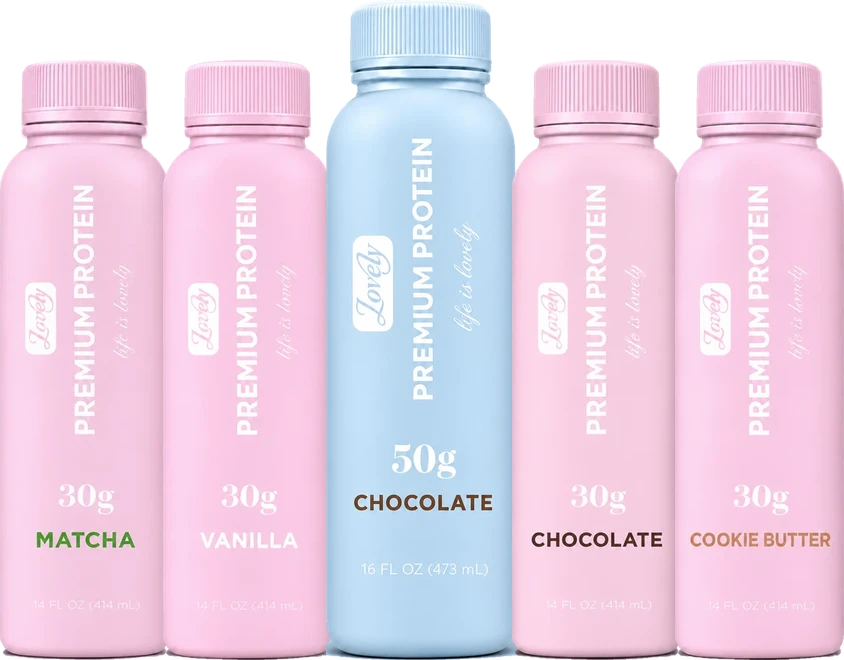 Lovely
PREMIUM PROTEIN
life is lovely
30g
MATCHA
14 FL OZ (414 mL)
Lovely
PREMIUM PROTEIN
life is lovely
30g
VANILLA
14 FL OZ (414 mL)
Lovely
PREMIUM PROTEIN
life is lovely
50g
CHOCOLATE
16 FL OZ (473 mL)
Lovely
PREMIUM PROTEIN
life is lovely
30g
CHOCOLATE
14 FL OZ (414 mL)
Lovely
PREMIUM PROTEIN
life is lovely
30g
COOKIE BUTTER
14 FL OZ (414 mL)